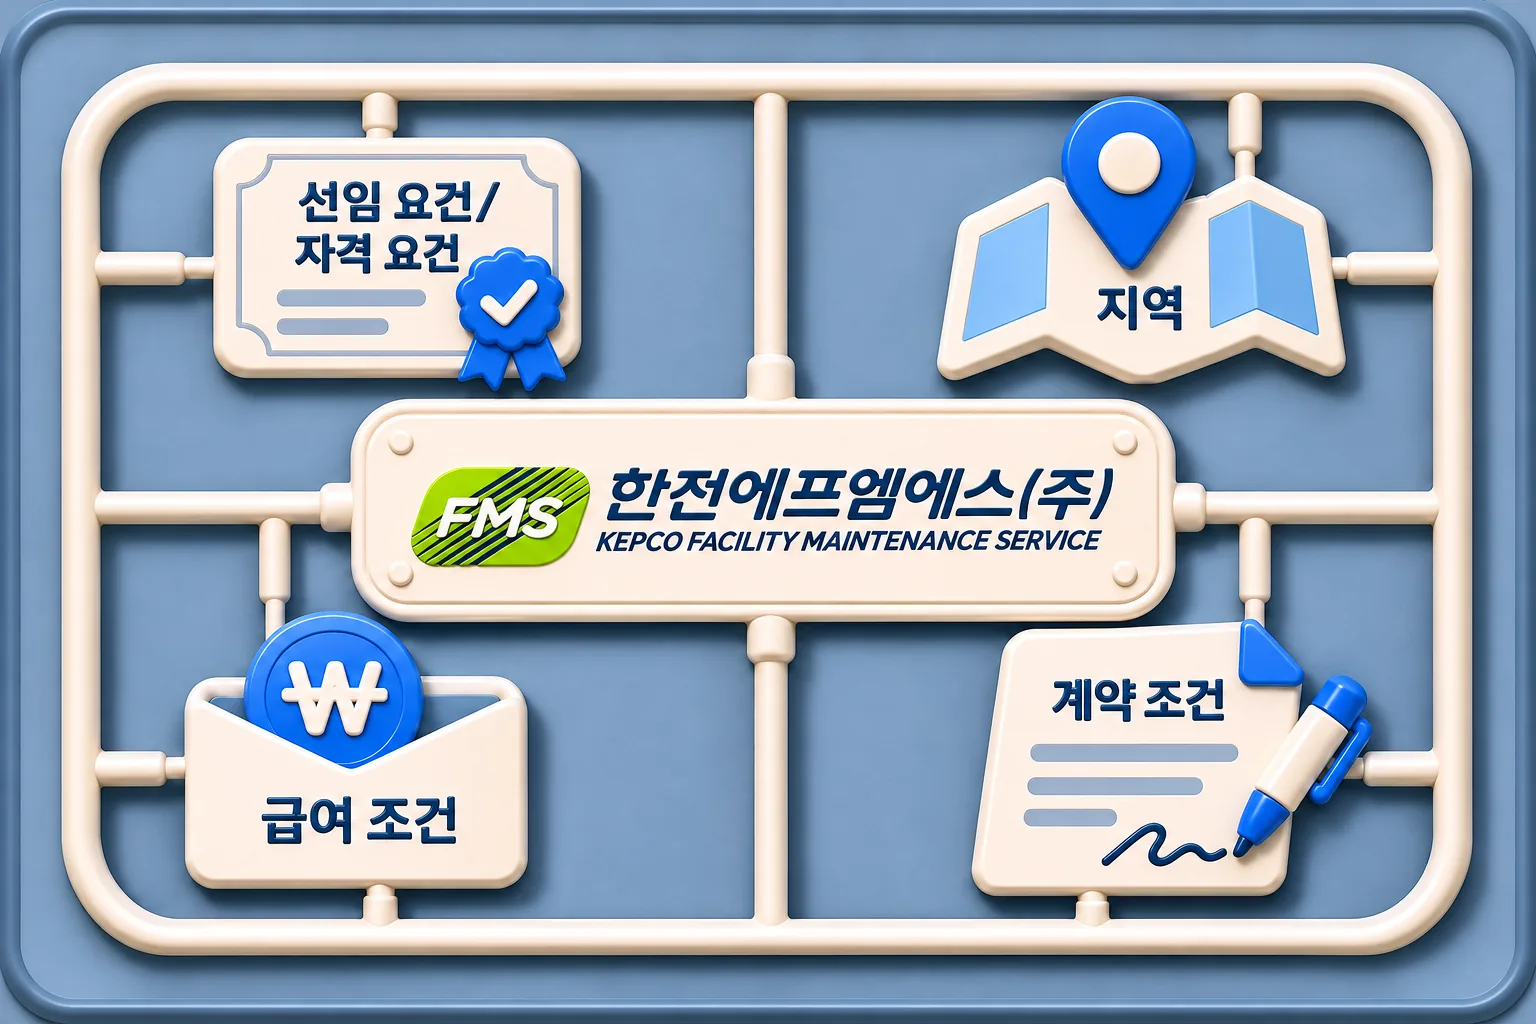 선임 요건/
자격 요건
지역
FMS
한전에프엠에스(주)
KEPCO FACILITY MAINTENANCE SERVICE
₩
급여 조건
계약 조건